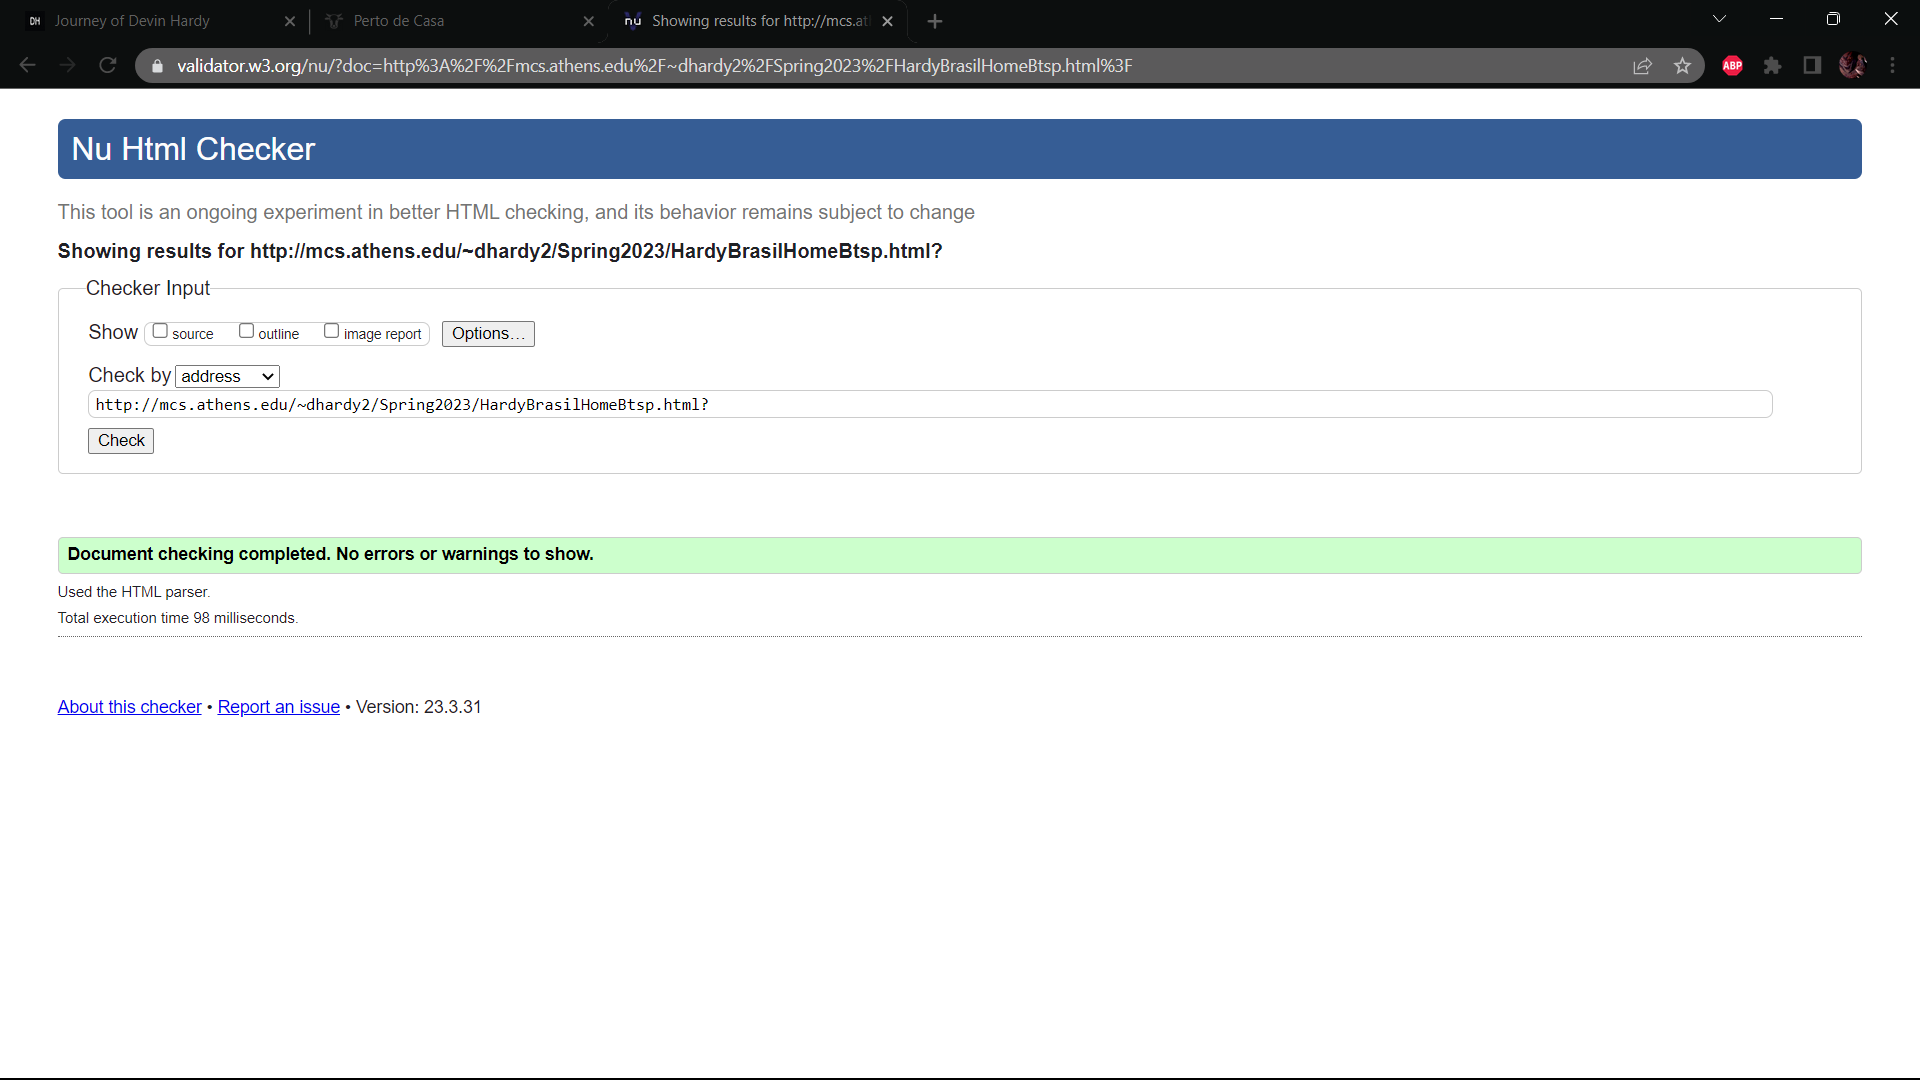 DH Journey of Devin Hardy
Perto de Casa
nu Showing results for http://mcs.at
validator.w3.org/nu/?doc=http%3A%2F%2Fmcs.athens.edu%2F~dhardy2%2FSpring2023%2FHardyBrasilHomeBtsp.html%3F
ABP
Nu Html Checker
This tool is an ongoing experiment in better HTML checking, and its behavior remains subject to change
Showing results for http://mcs.athens.edu/~dhardy2/Spring2023/HardyBrasilHomeBtsp.html?
Checker Input
Show source outline image report Options...
Check by address
http://mcs.athens.edu/~dhardy2/Spring2023/HardyBrasilHomeBtsp.html?
Check
Document checking completed. No errors or warnings to show.
Used the HTML parser.
Total execution time 98 milliseconds.
About this checker • Report an issue • Version: 23.3.31